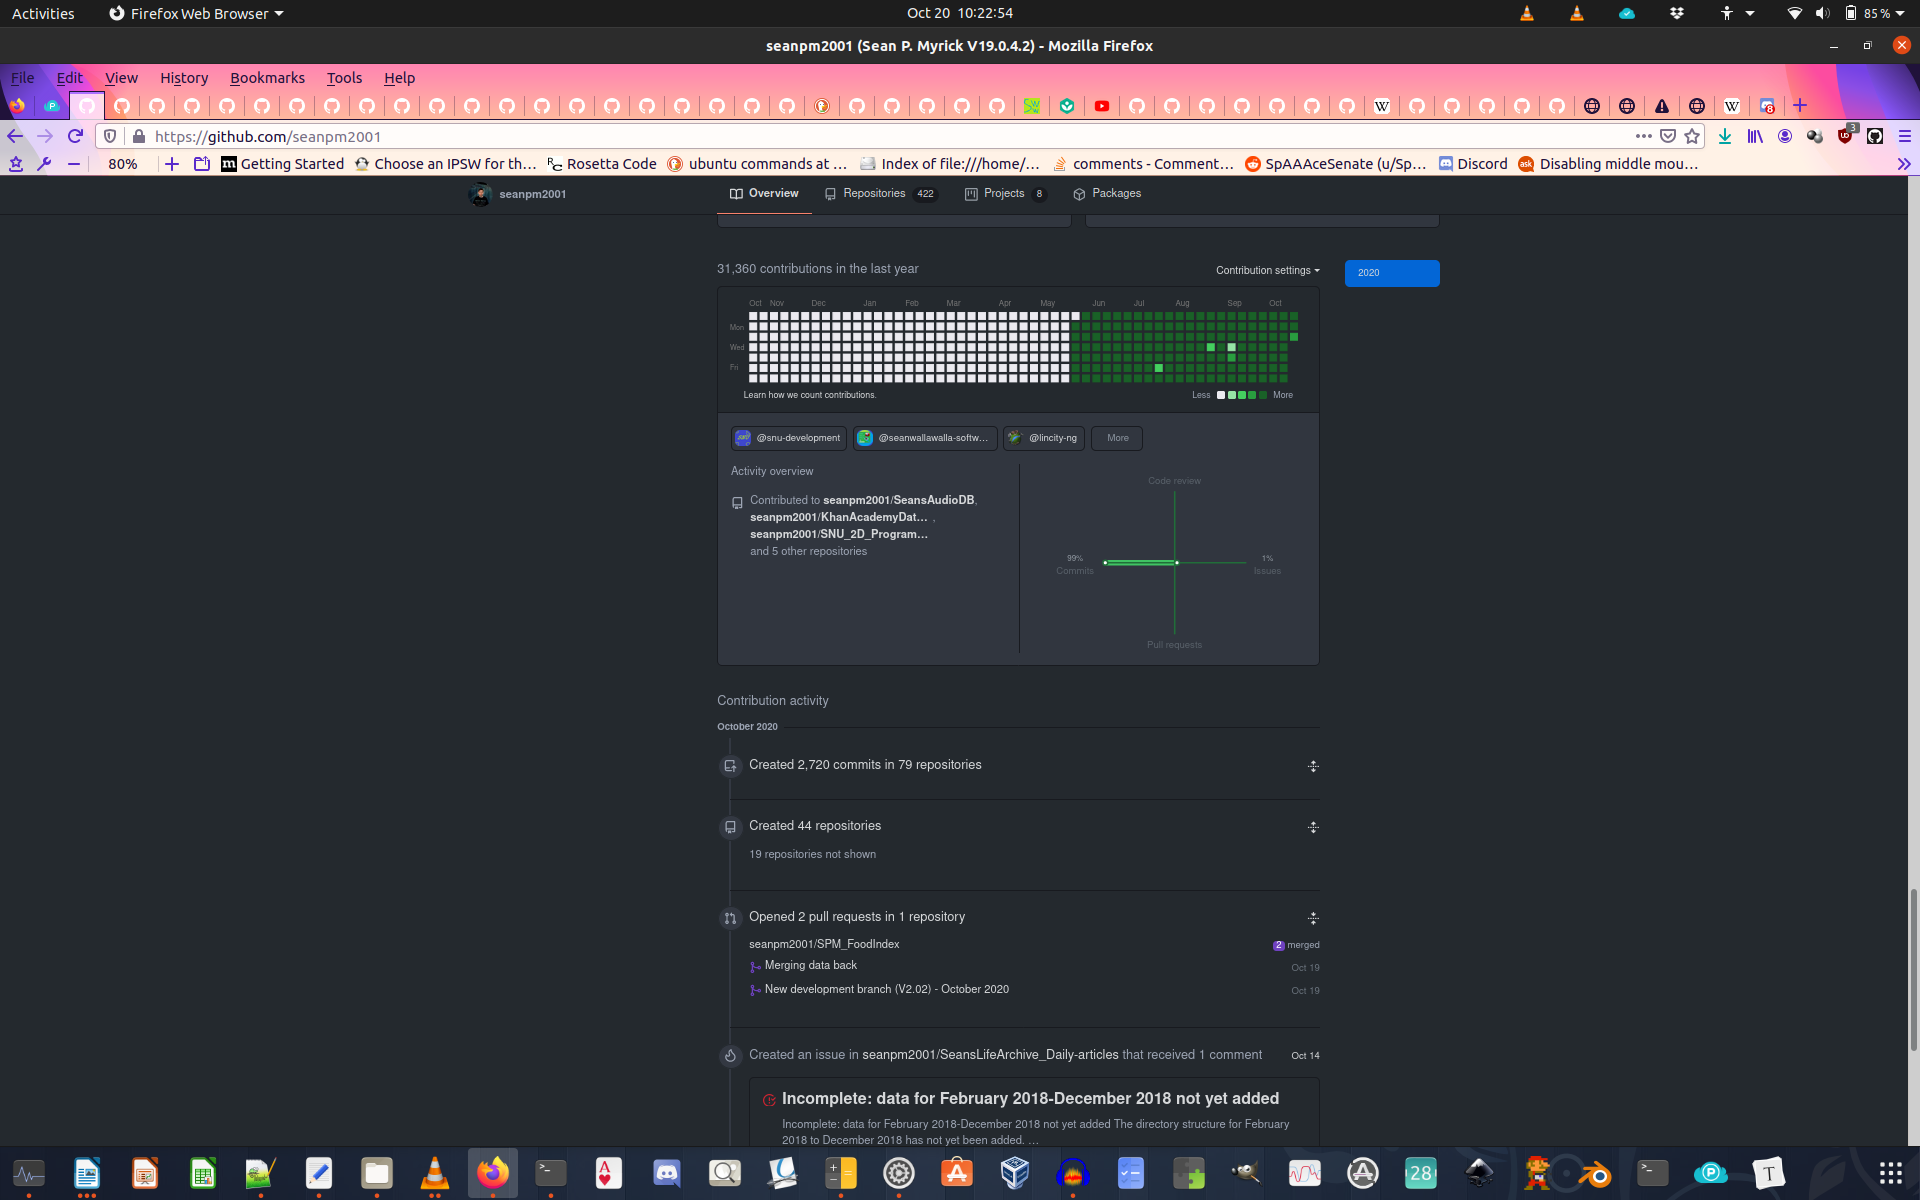 Activities Firefox Web Browser Oct 20 10:22:54 85 %
seanpm2001 (Sean P. Myrick V19.0.4.2) - Mozilla Firefox
File Edit View History Bookmarks Tools Help
https://github.com/seanpm2001 3
80% Getting Started Choose an IPSW for th… Rosetta Code ubuntu commands at … Index of file:///home/… comments - Comment… SpAAAceSenate (u/Sp… Discord Disabling middle mou…
seanpm2001 Overview Repositories 422 Projects 8 Packages
31,360 contributions in the last year Contribution settings 2020
Oct Nov Dec Jan Feb Mar Apr May Jun Jul Aug Sep Oct
Mon
Wed
Fri
Learn how we count contributions. Less More
@snu-development @seanwallawalla-softw… @lincity-ng More
Activity overview
Code review
Contributed to seanpm2001/SeansAudioDB,
seanpm2001/KhanAcademyDat… ,
seanpm2001/SNU_2D_Program…
and 5 other repositories
99% 1%
Commits Issues
Pull requests
Contribution activity
October 2020
Created 2,720 commits in 79 repositories
Created 44 repositories
19 repositories not shown
Opened 2 pull requests in 1 repository
seanpm2001/SPM_FoodIndex 2 merged
Merging data back Oct 19
New development branch (V2.02) - October 2020 Oct 19
Created an issue in seanpm2001/SeansLifeArchive_Daily-articles that received 1 comment Oct 14
Incomplete: data for February 2018-December 2018 not yet added
Incomplete: data for February 2018-December 2018 not yet added The directory structure for February
2018 to December 2018 has not yet been added. …
28